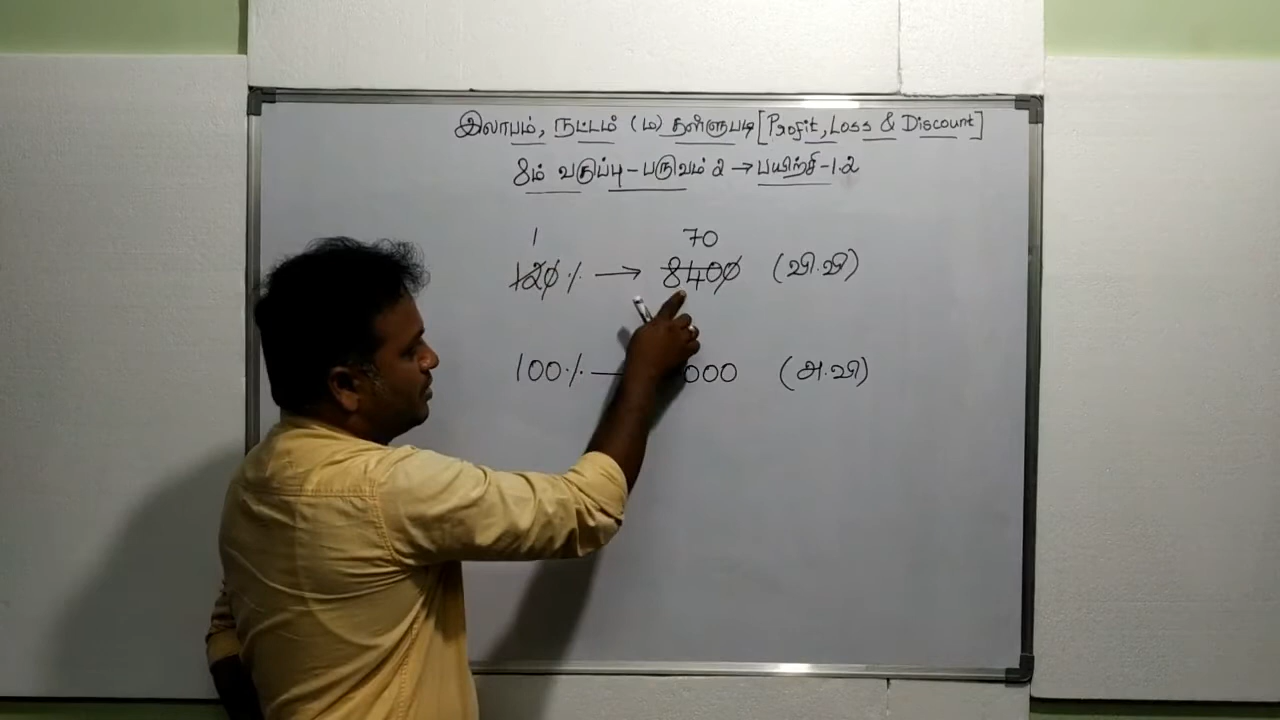 இலாபம், நட்டம் (ம) தள்ளுபடி [Profit, Loss & Discount]
8ம் வகுப்பு - பருவம் 2 → பயிற்சி - 1.2
1 70
120% → 8400 (வி.வி)
100% — 000 (அ.வி)